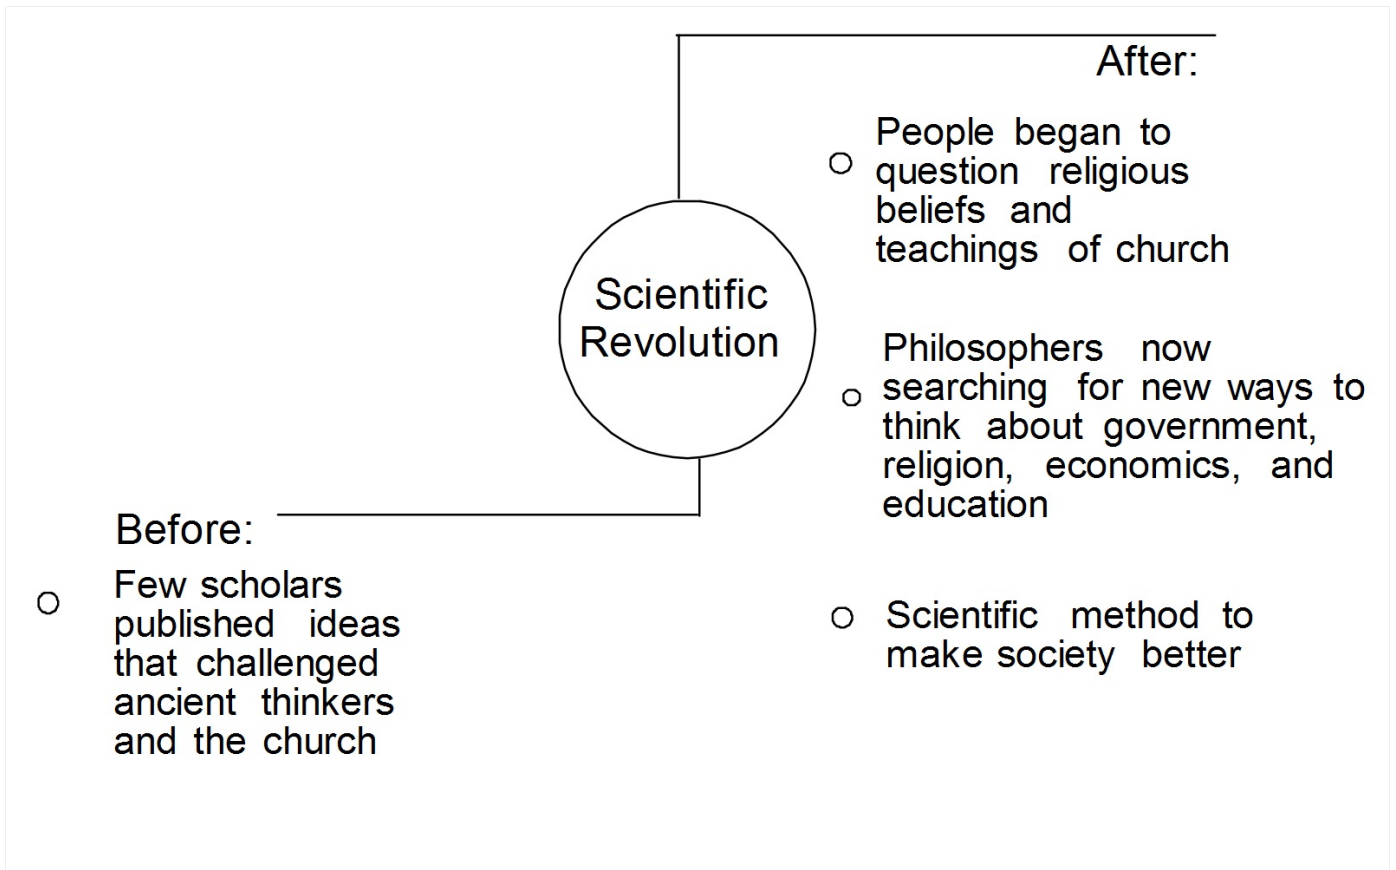 After:
People began to
question religious
beliefs and
teachings of church
Scientific
Revolution
Philosophers now
searching for new ways to
think about government,
religion, economics, and
education
Before:
Few scholars
published ideas
that challenged
ancient thinkers
and the church
Scientific method to
make society better